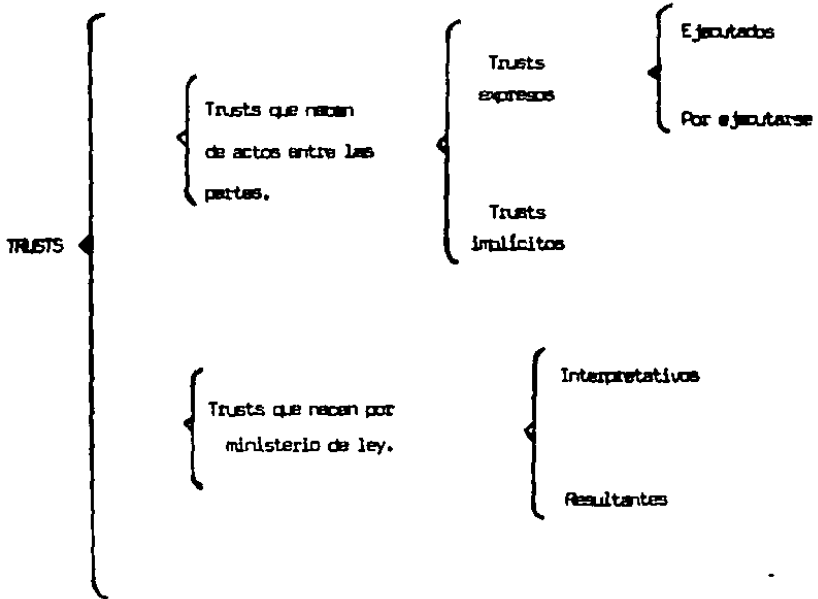 TRUSTS
Trusts que nacen
de actos entre las
partes.
Trusts
expresos
Ejecutados
Por ejecutarse
Trusts
implícitos
Trusts que nacen por
ministerio de ley.
Interpretativos
Resultantes